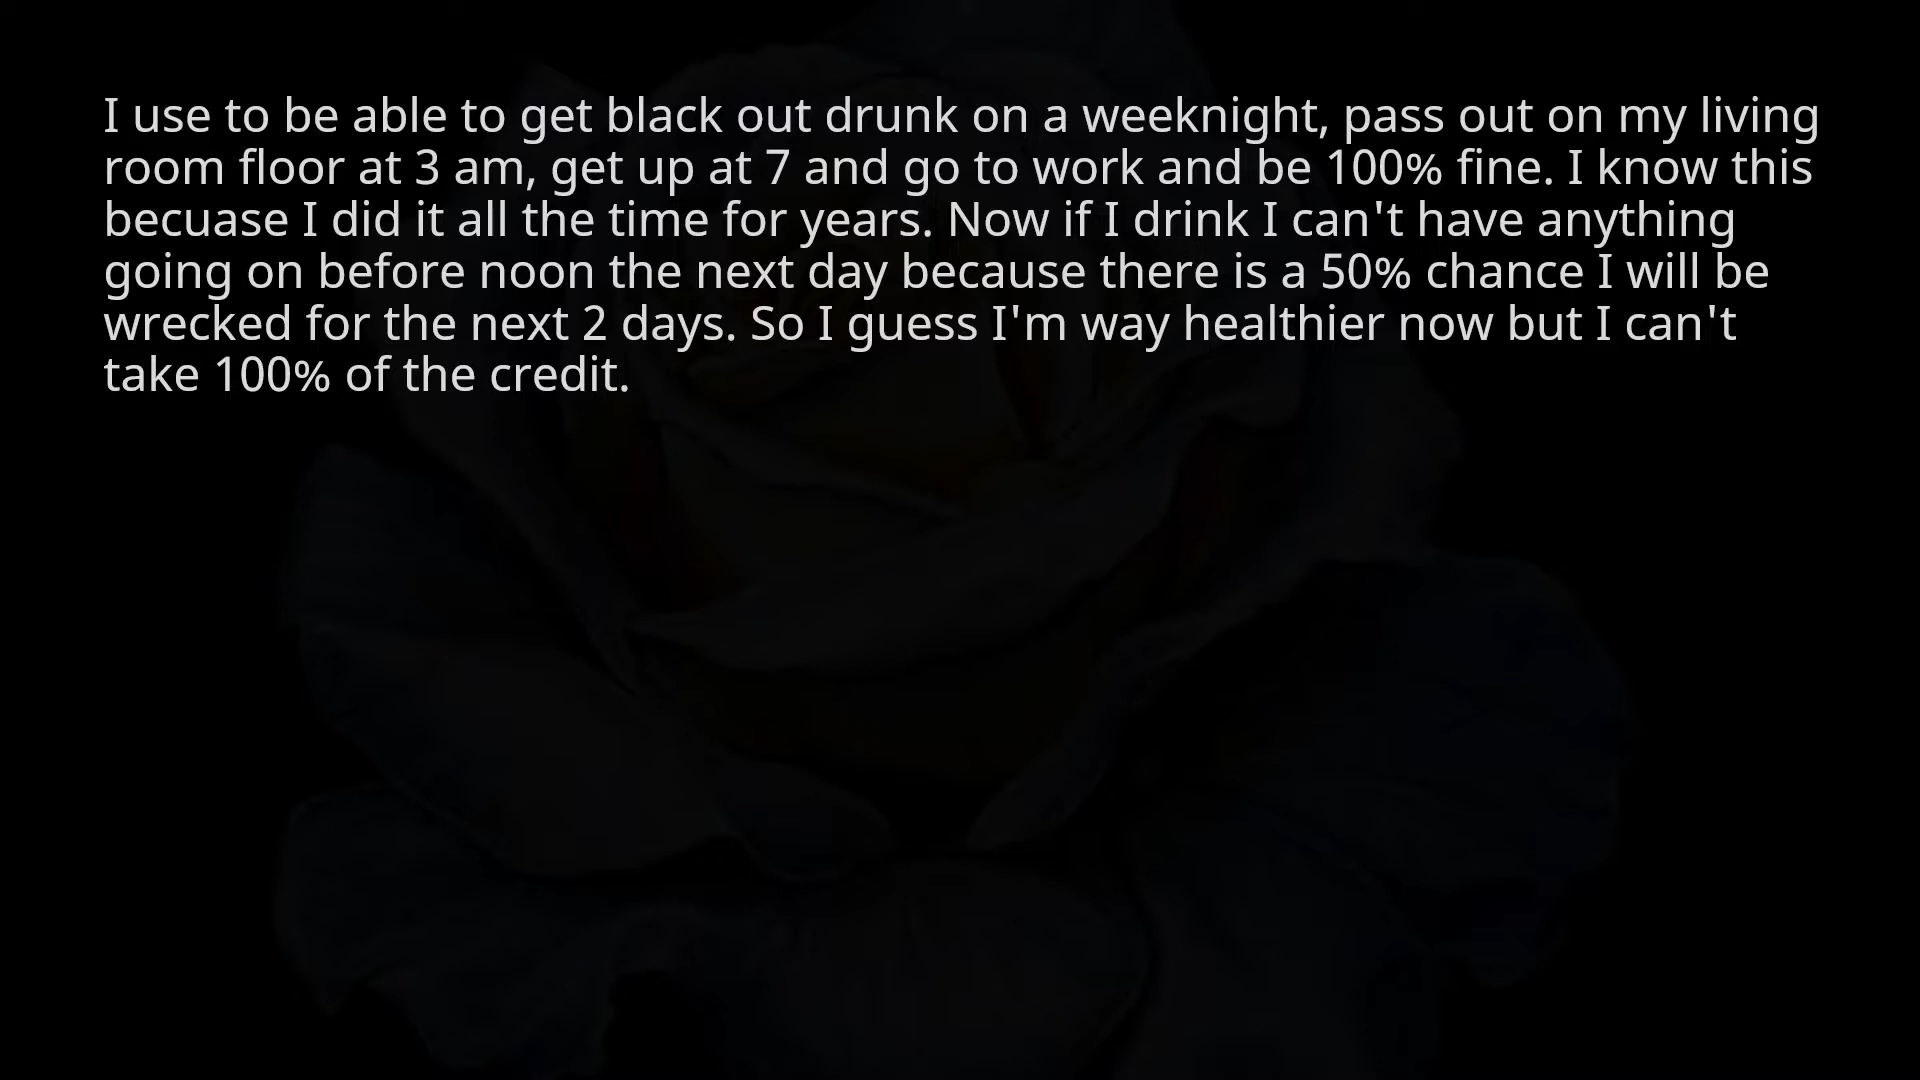 I use to be able to get black out drunk on a weeknight, pass out on my living
room floor at 3 am, get up at 7 and go to work and be 100% fine. I know this
becuase I did it all the time for years. Now if I drink I can't have anything
going on before noon the next day because there is a 50% chance I will be
wrecked for the next 2 days. So I guess I'm way healthier now but I can't
take 100% of the credit.